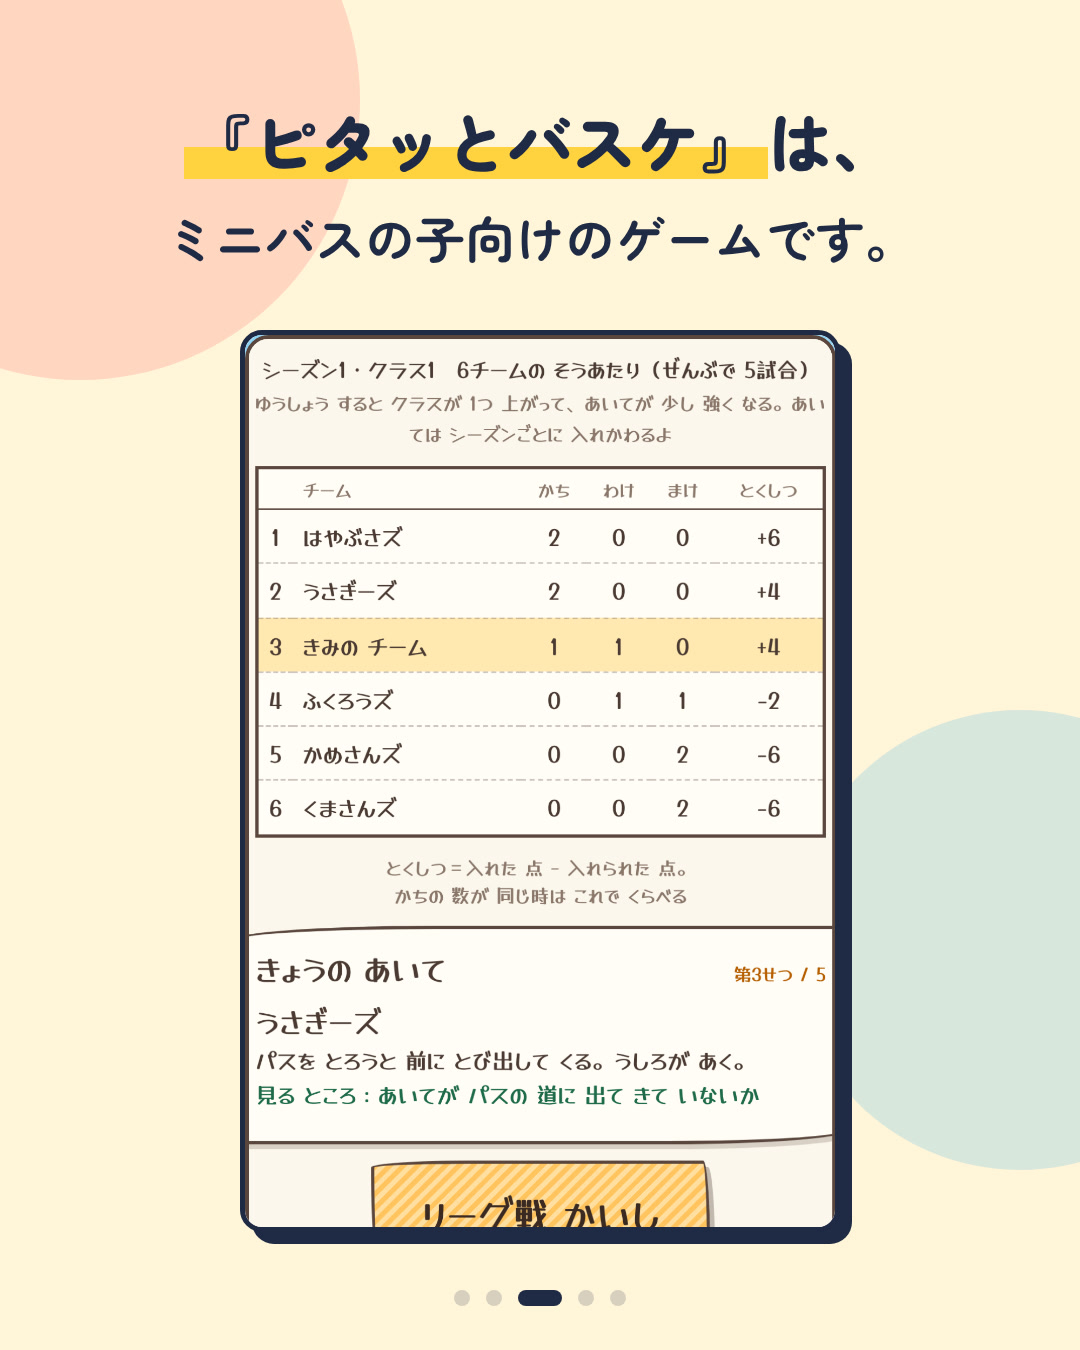 『ピタッとバスケ』は、
ミニバスの子向けのゲームです。
シーズン1・クラス1　6チームの そうあたり（ぜんぶで 5試合）
ゆうしょう すると クラスが 1つ 上がって、あいてが 少し 強く なる。あい
ては シーズンごとに 入れかわるよ
チーム かち わけ まけ とくしつ
1 はやぶさズ 2 0 0 +6
2 うさぎーズ 2 0 0 +4
3 きみの チーム 1 1 0 +4
4 ふくろうズ 0 1 1 -2
5 かめさんズ 0 0 2 -6
6 くまさんズ 0 0 2 -6
とくしつ＝入れた 点 − 入れられた 点。
かちの 数が 同じ時は これで くらべる
きょうの あいて 第3せつ / 5
うさぎーズ
パスを とろうと 前に とび出して くる。うしろが あく。
見る ところ：あいてが パスの 道に 出て きて いないか
リーグ戦 かいし